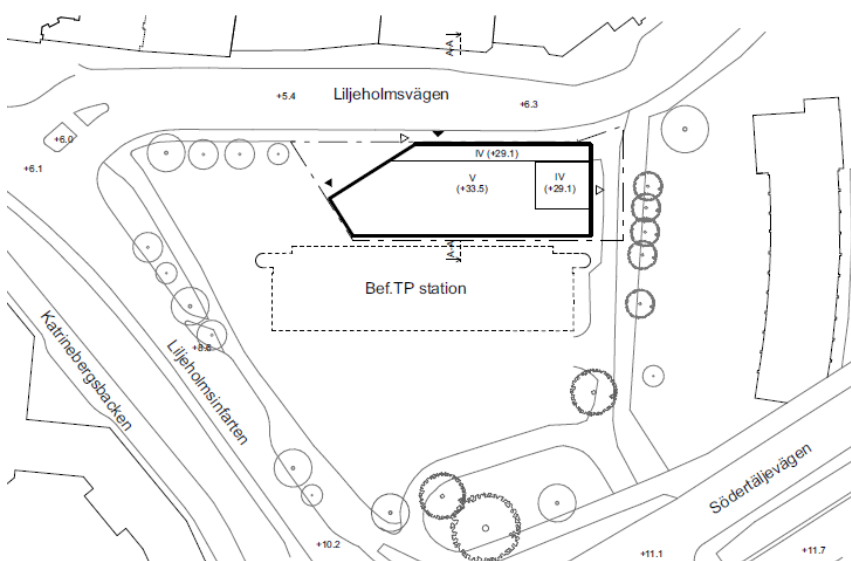 A-A
+5.4
Liljeholmsvägen
+6.3
+6.0
+6.1
IV (+29.1)
V
(+33.5)
IV
(+29.1)
A-A
Bef.TP station
+8.6
Katrinebergsbacken
Liljeholmsinfarten
Södertäljevägen
+10.2
+11.1
+11.7